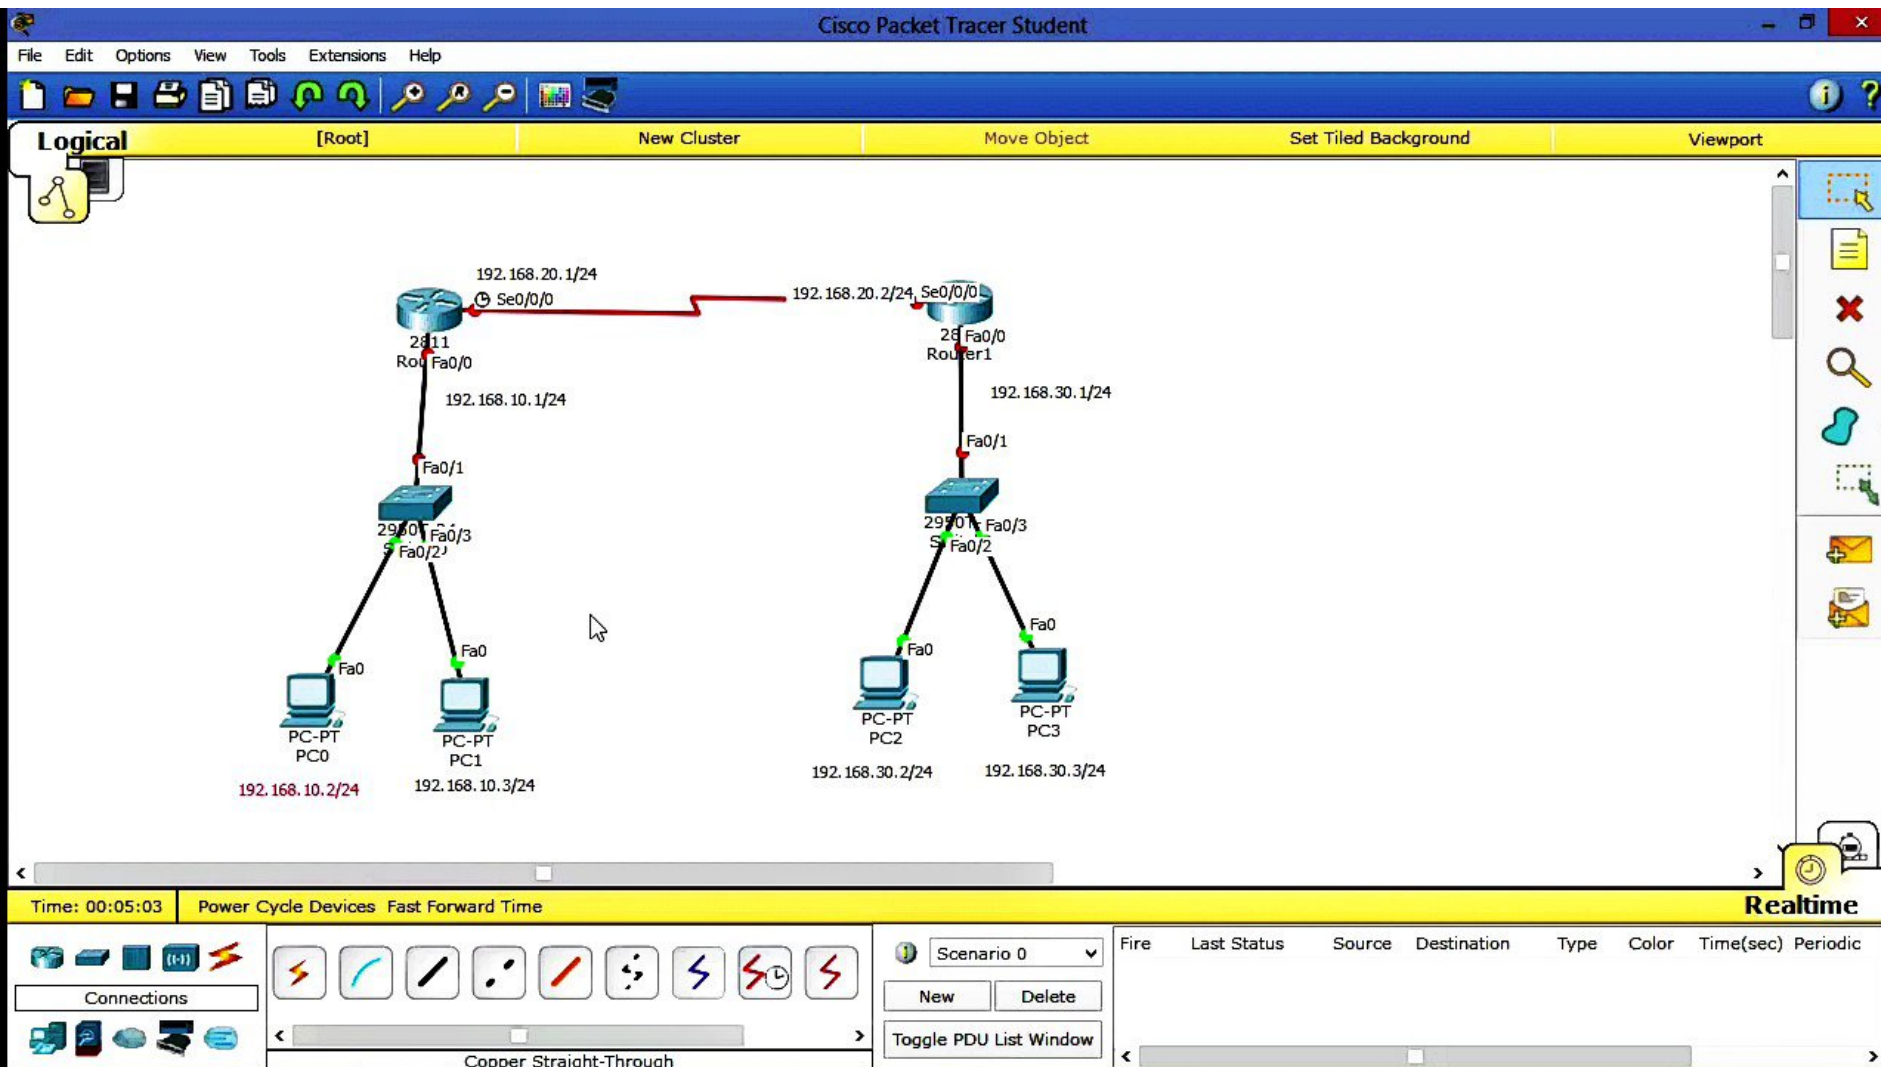 Cisco Packet Tracer Student
File Edit Options View Tools Extensions Help
Logical [Root] New Cluster Move Object Set Tiled Background Viewport
192.168.20.1/24
Se0/0/0
192.168.20.2/24 Se0/0/0
2811
Fa0/0
Fa0/0
Router1
192.168.10.1/24
192.168.30.1/24
Fa0/1
Fa0/1
Fa0/3
Fa0/2
Fa0/3
Fa0/2
Fa0
Fa0
Fa0
Fa0
PC-PT
PC0
PC-PT
PC1
PC-PT
PC2
PC-PT
PC3
192.168.10.2/24
192.168.10.3/24
192.168.30.2/24
192.168.30.3/24
Time: 00:05:03 Power Cycle Devices Fast Forward Time
Realtime
Connections
Copper Straight-Through
Scenario 0
New Delete
Toggle PDU List Window
Fire Last Status Source Destination Type Color Time(sec) Periodic